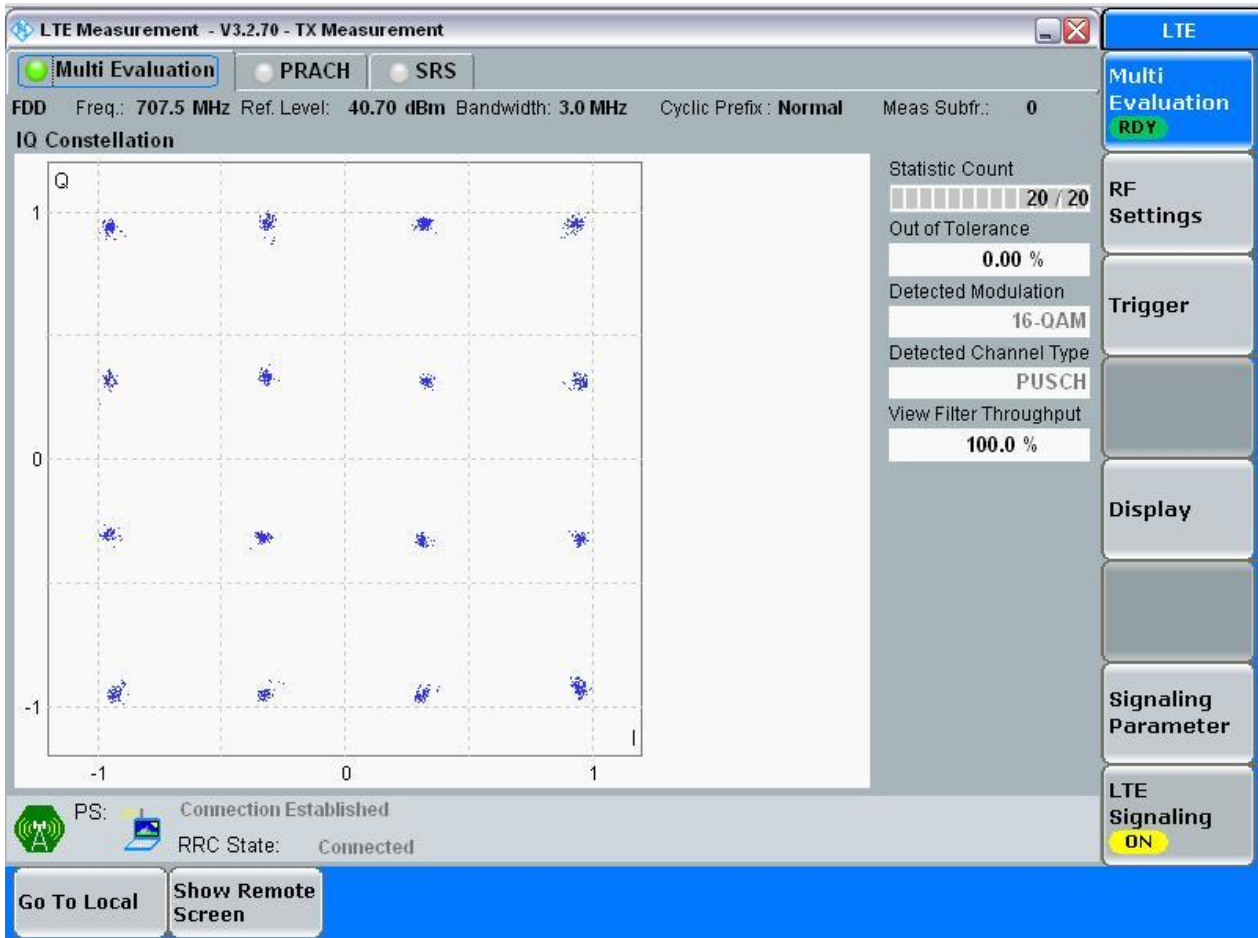 LTE Measurement - V3.2.70 - TX Measurement
LTE
Multi Evaluation PRACH SRS
FDD Freq.: 707.5 MHz Ref. Level: 40.70 dBm Bandwidth: 3.0 MHz Cyclic Prefix : Normal Meas Subfr.: 0
IQ Constellation
Q
1
0
-1
-1 0 1
I
Statistic Count
20 / 20
Out of Tolerance
0.00 %
Detected Modulation
16-QAM
Detected Channel Type
PUSCH
View Filter Throughput
100.0 %
Multi
Evaluation
RDY
RF
Settings
Trigger
Display
Signaling
Parameter
LTE
Signaling
ON
PS: Connection Established
RRC State: Connected
Go To Local
Show Remote
Screen